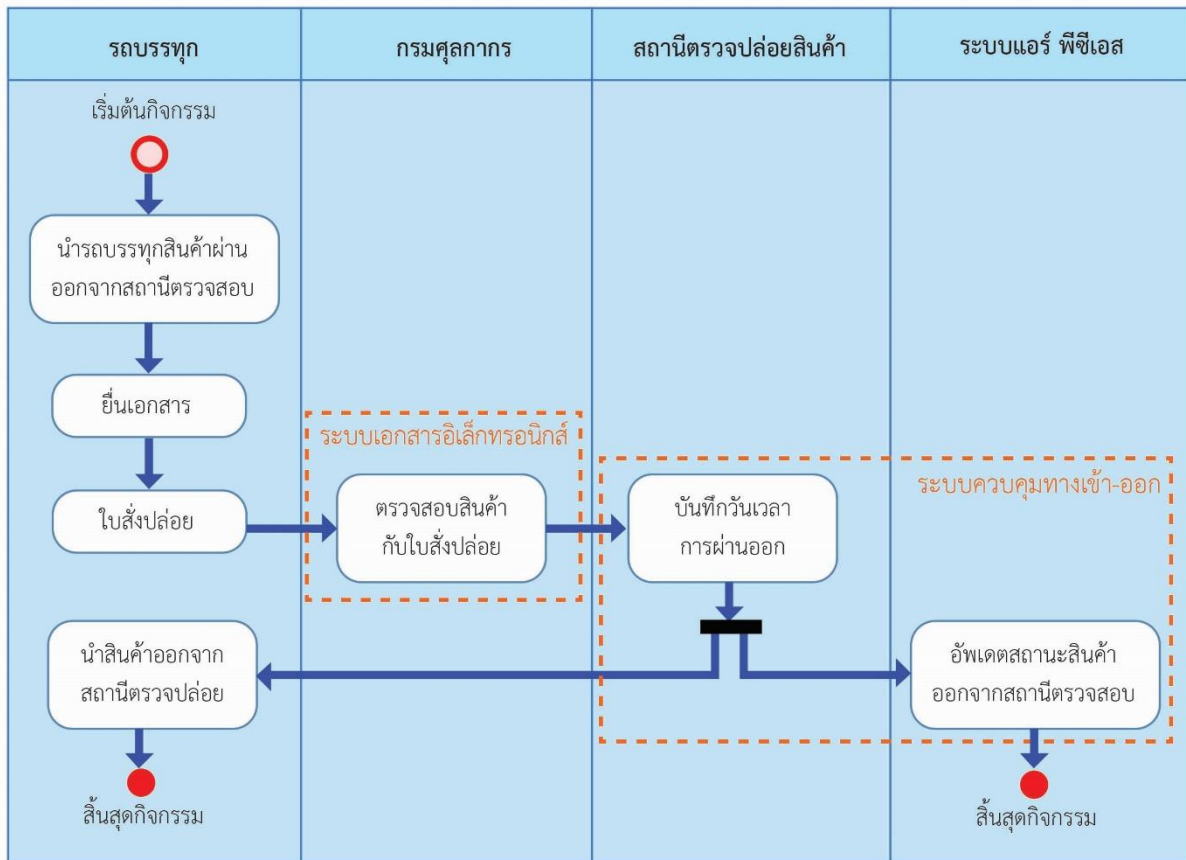 รถบรรทุก
กรมศุลกากร
สถานีตรวจปล่อยสินค้า
ระบบแอร์ พีซีเอส
เริ่มต้นกิจกรรม
นำรถบรรทุกสินค้าผ่าน
ออกจากสถานีตรวจสอบ
ยื่นเอกสาร
ใบสั่งปล่อย
ระบบเอกสารอิเล็กทรอนิกส์
ตรวจสอบสินค้า
กับใบสั่งปล่อย
ระบบควบคุมทางเข้า-ออก
บันทึกวันเวลา
การผ่านออก
นำสินค้าออกจาก
สถานีตรวจปล่อย
อัพเดตสถานะสินค้า
ออกจากสถานีตรวจสอบ
สิ้นสุดกิจกรรม
สิ้นสุดกิจกรรม